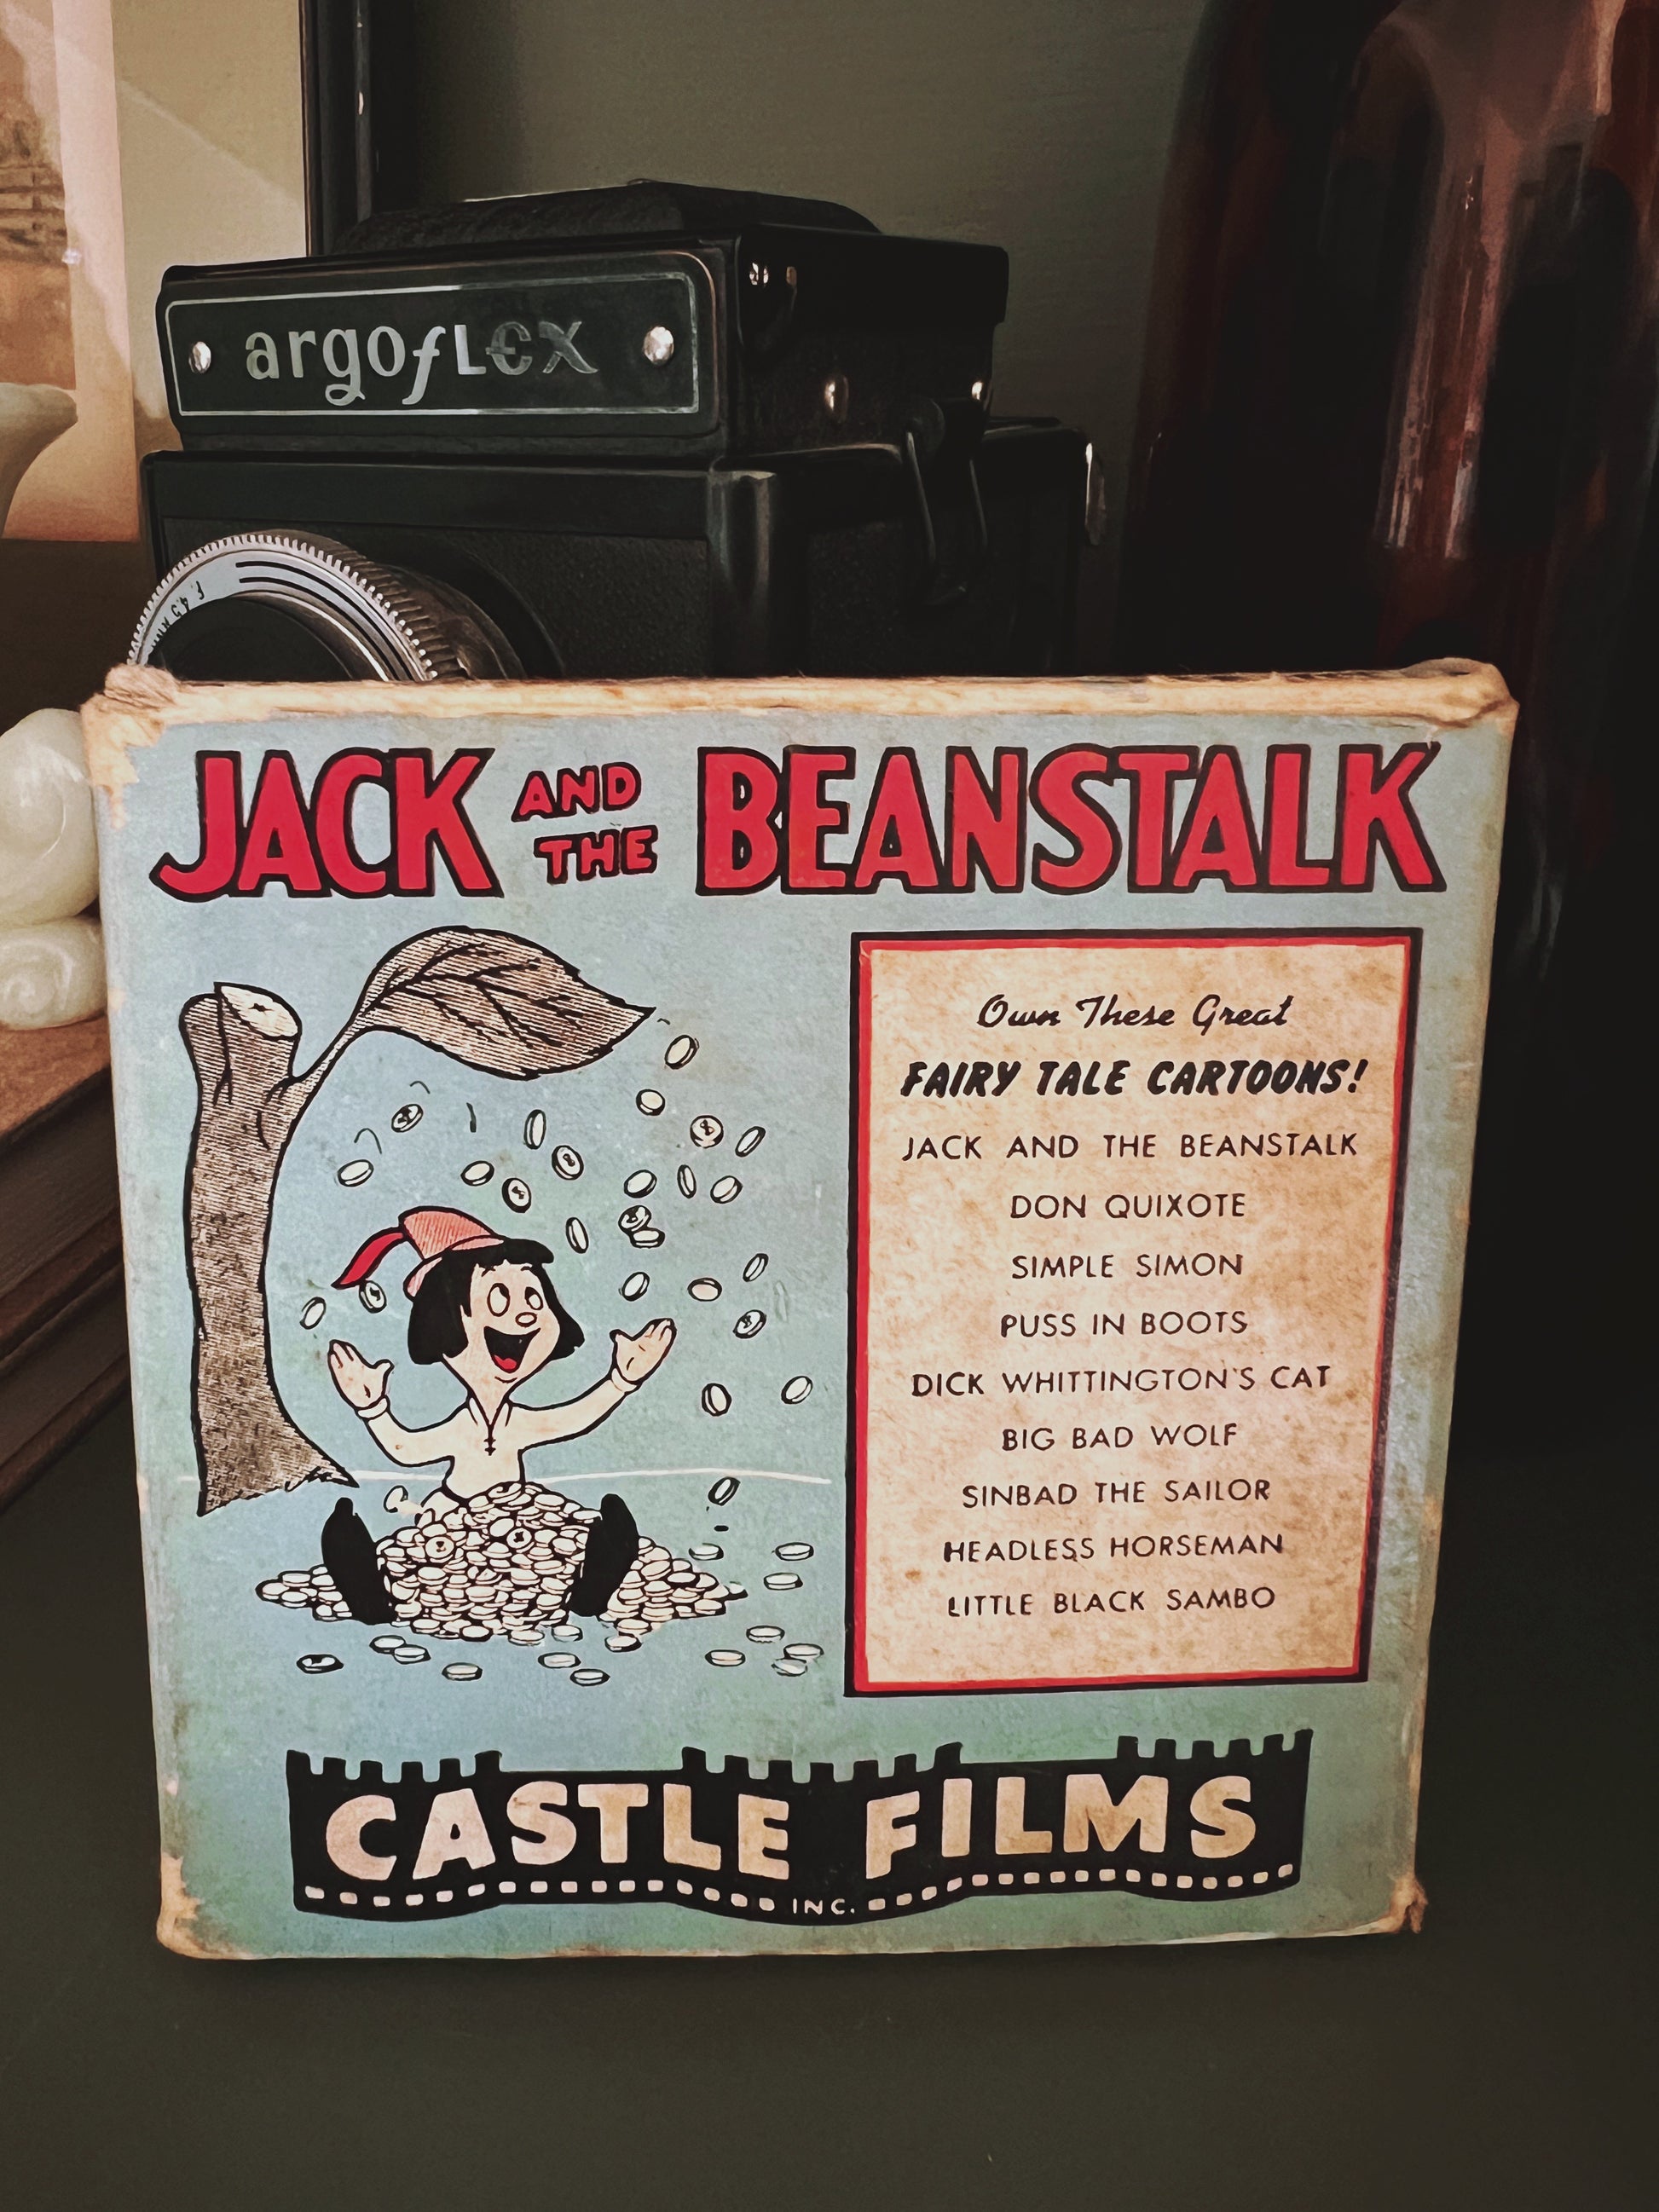 argoflex
F 4.5
JACK AND THE BEANSTALK
Own These Great
FAIRY TALE CARTOONS!
JACK AND THE BEANSTALK
DON QUIXOTE
SIMPLE SIMON
PUSS IN BOOTS
DICK WHITTINGTON'S CAT
BIG BAD WOLF
SINBAD THE SAILOR
HEADLESS HORSEMAN
LITTLE BLACK SAMBO
CASTLE FILMS
INC.